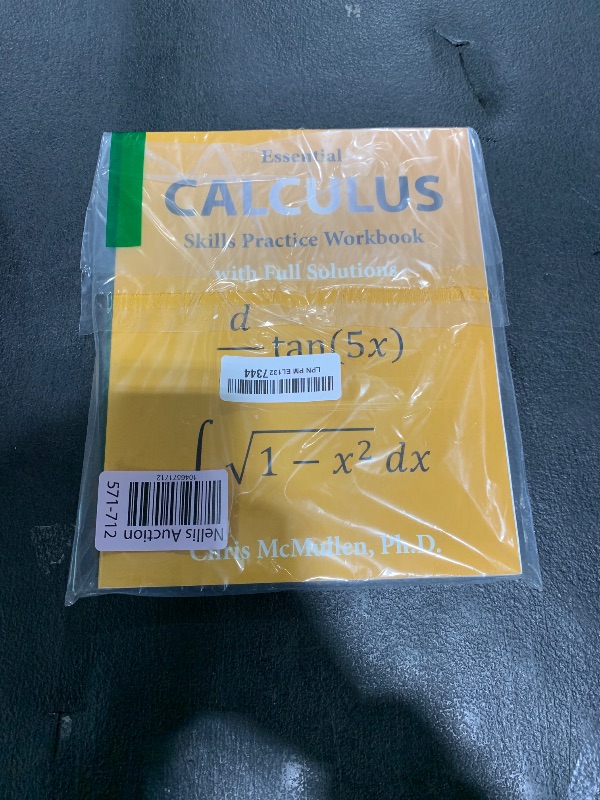 Essential
CALCULUS
Skills Practice Workbook
with Full Solutions
d
tan(5x)
LPN PM EL132 7344
∫ √1 − x² dx
1046571712
Nellis Auction
571-712
Chris McMullen, Ph.D.